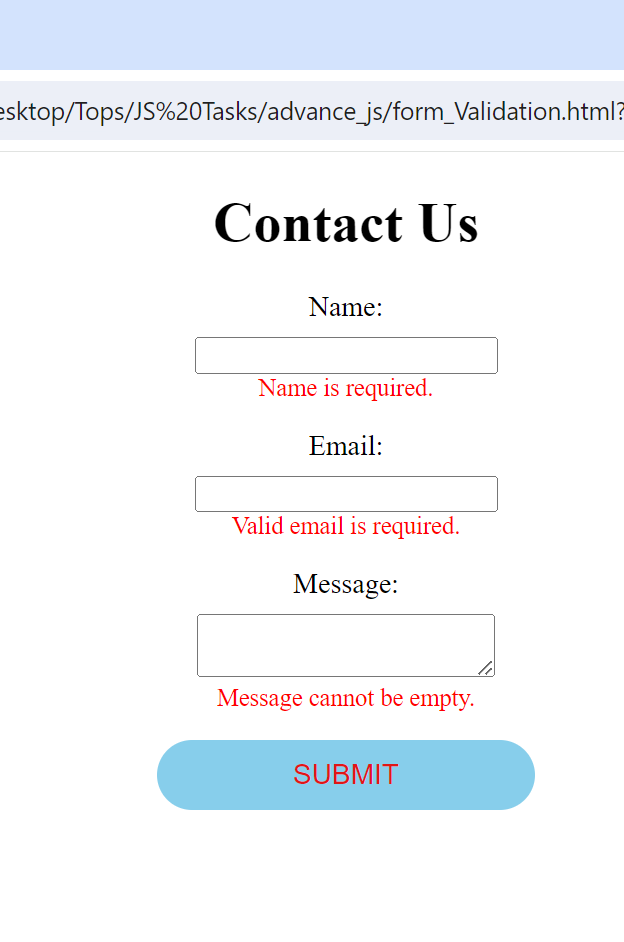 esktop/Tops/JS%20Tasks/advance_js/form_Validation.html?
Contact Us
Name:
Name is required.
Email:
Valid email is required.
Message:
Message cannot be empty.
SUBMIT